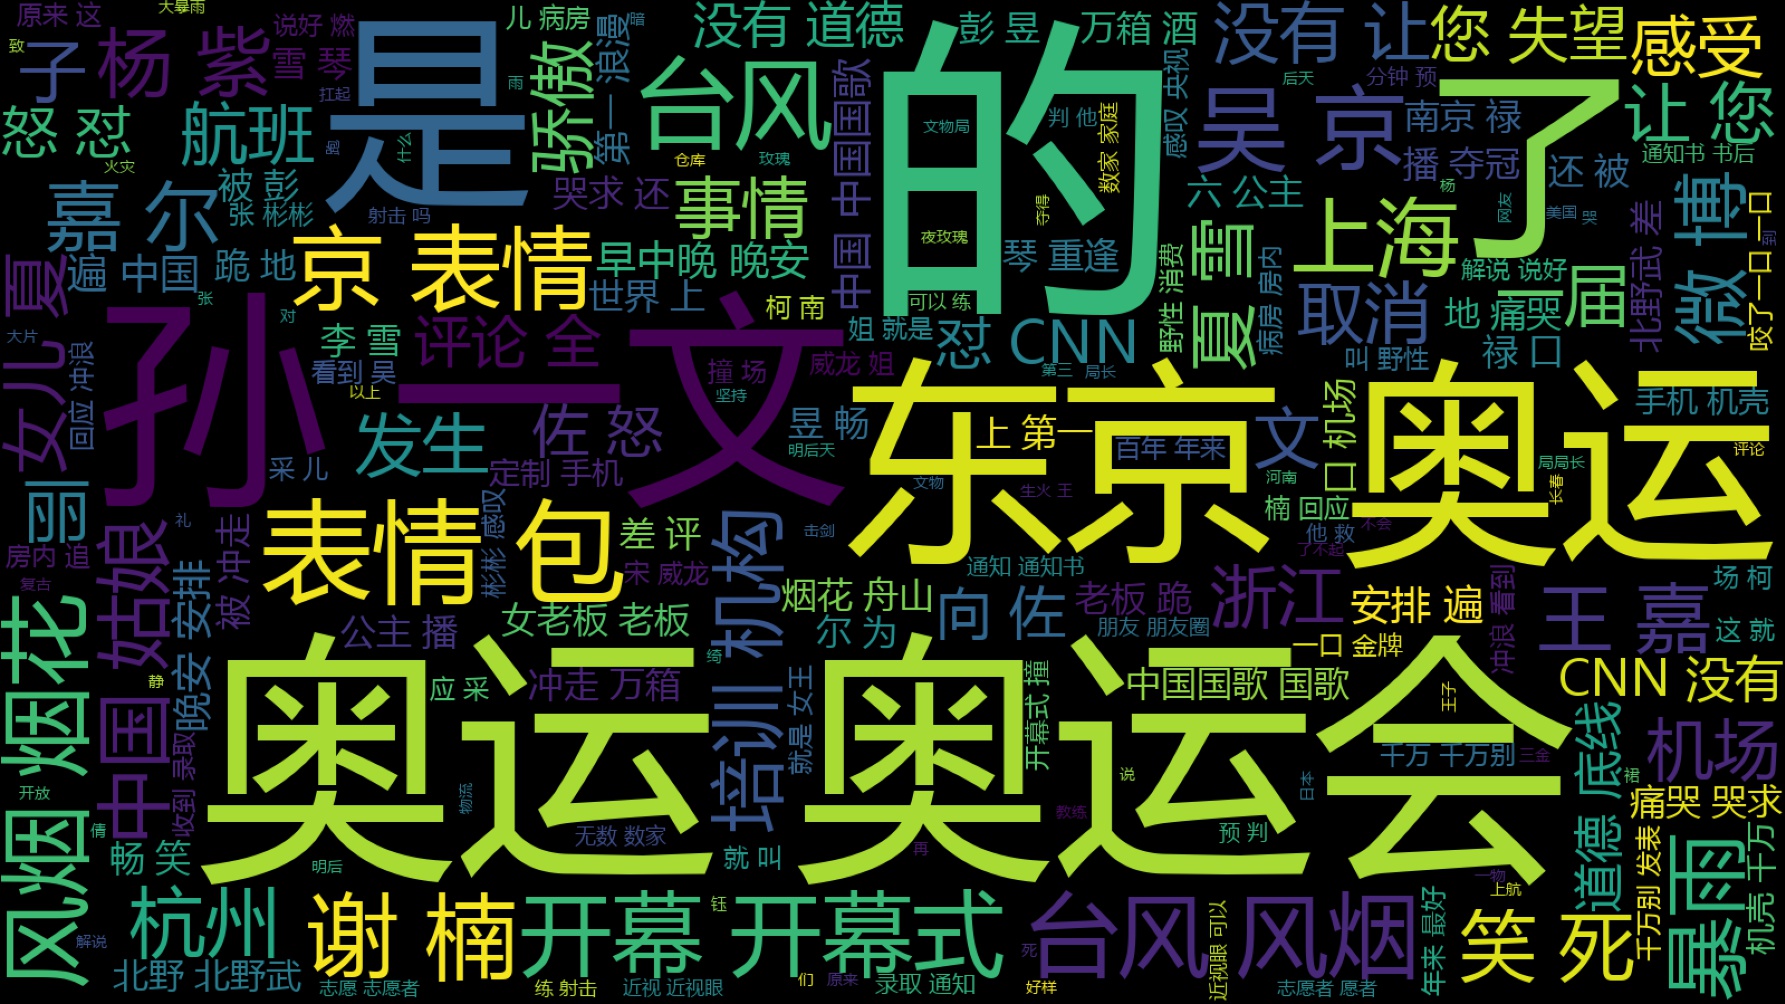 原来 这
大暴雨
说好 燃
儿 病房
暗
没有 道德
彭 昱
万箱 酒
没有 让
您 失望
感受
致
子
杨 紫
雪 琴
扛起
是
骄傲
第一 浪漫
雨
台风
中国 中国国歌
的
感叹 央视
后天
分钟 预
了
让 您
怒 怼
火灾
航班
什么
仓库
玫瑰
文物局
判 他
数家 家庭
吴 京
南京 禄
播 夺冠
还 被
通知书 书后
嘉 尔
被 彭
张 彬彬
射击 吗
哭求 还
事情
夜玫瑰
夺得
六 公主
杨
网友
美国
哭
微 博
咬了一口 一口
到
遍 中国
跪 地
京 表情
早中晚 晚安
世界 上
琴 重逢
野性 消费
夏 雪
病房 房内
上海
解说 说好
二届
北野武 差
夏
张
对
柯 南
可以 练
取消
地 痛哭
大片
女儿
回应 冲浪
孙一文
李 雪
看到 吴
以上
评论 全
撞 场
坚持
姐 就是
威龙 姐
怼 CNN
第三
局长
叫 野性
禄 口
发生
佐 怒
昱 畅
明后天
东京 奥运
上 第一
百年 年来
文
口 机场
手机 机壳
评论
采 儿
定制 手机
文物
生火 王
河南
局局长
长春
丽
礼
表情 包
彬彬 感叹
差 评
击剑
楠 回应
他 救
不会
了不起
房内 追
复古
姑娘
晚安 安排
被 冲走
宋 威龙
培训 机构
通知 通知书
烟花 舟山
向 佐
老板 跪
浙江
安排 遍
冲浪 看到
王 嘉
场 柯
风烟 烟花
公主 播
女老板 老板
尔 为
朋友 朋友圈
一口 金牌
这 就
静
中国
奥运 奥运会
应 采
冲走 万箱
绮
就是 女王
开幕式 撞
中国国歌 国歌
王子
CNN 没有
开放
收到 录取
物流
说
日本
千万 千万别
三金
道德 底线
裙
机场
痛哭 哭求
倩
畅 笑
明后
无数 数家
就 叫
教练
再
预 判
千万别 发表
暴雨
机壳 千万
杭州
解说
谢 楠
开幕 开幕式
钰
台风 风烟
死
一物
上航
近视眼 可以
年来 最好
笑 死
北野 北野武
志愿 志愿者
练 射击
近视 近视眼
们
原来
录取 通知
好样
志愿者 愿者